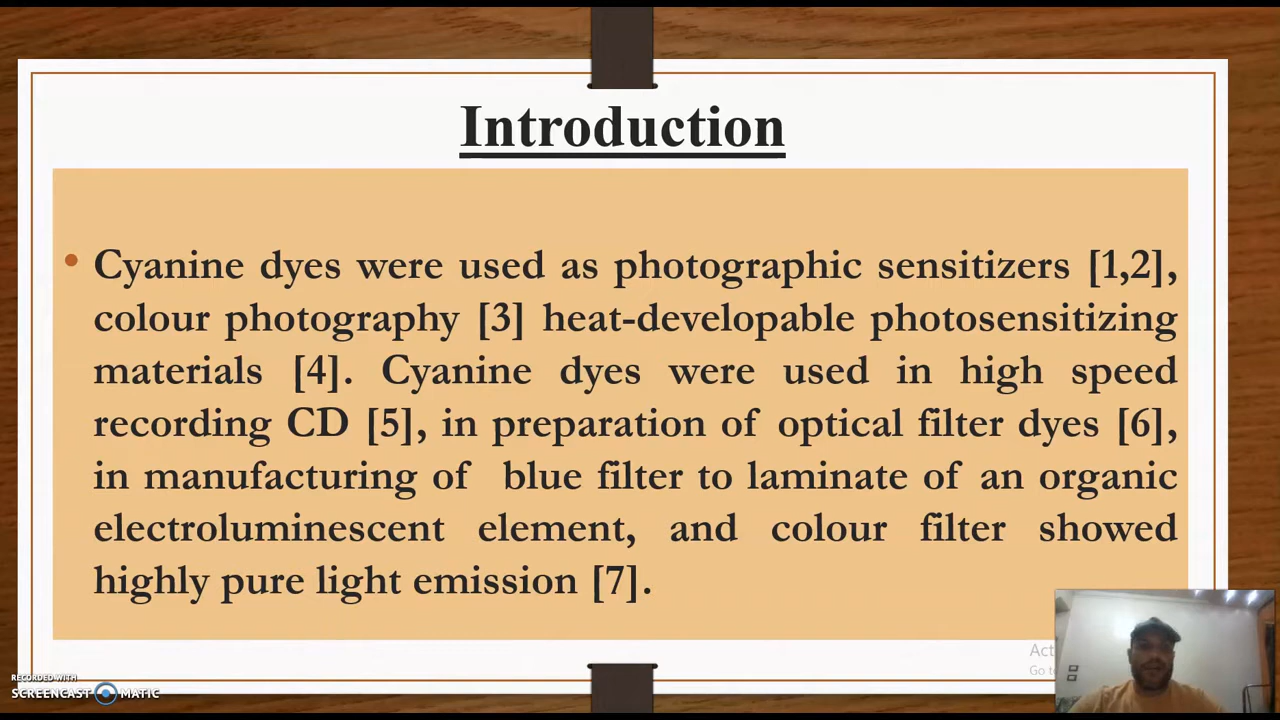 Introduction
• Cyanine dyes were used as photographic sensitizers [1,2],
colour photography [3] heat-developable photosensitizing
materials [4]. Cyanine dyes were used in high speed
recording CD [5], in preparation of optical filter dyes [6],
in manufacturing of blue filter to laminate of an organic
electroluminescent element, and colour filter showed
highly pure light emission [7].
RECORDED WITH
SCREENCAST MATIC